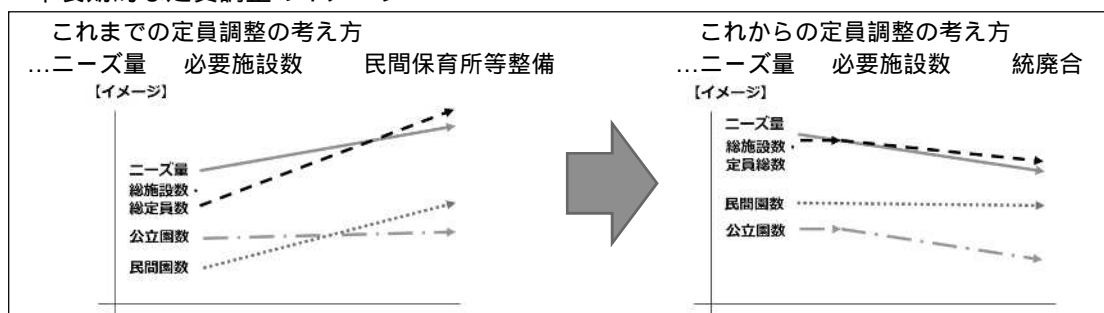 これまでの定員調整の考え方
…ニーズ量　必要施設数　民間保育所等整備
【イメージ】
ニーズ量
総施設数・
総定員数
公立園数
民間園数
これからの定員調整の考え方
…ニーズ量　必要施設数　統廃合
【イメージ】
ニーズ量
総施設数・
定員総数
民間園数
公立園数